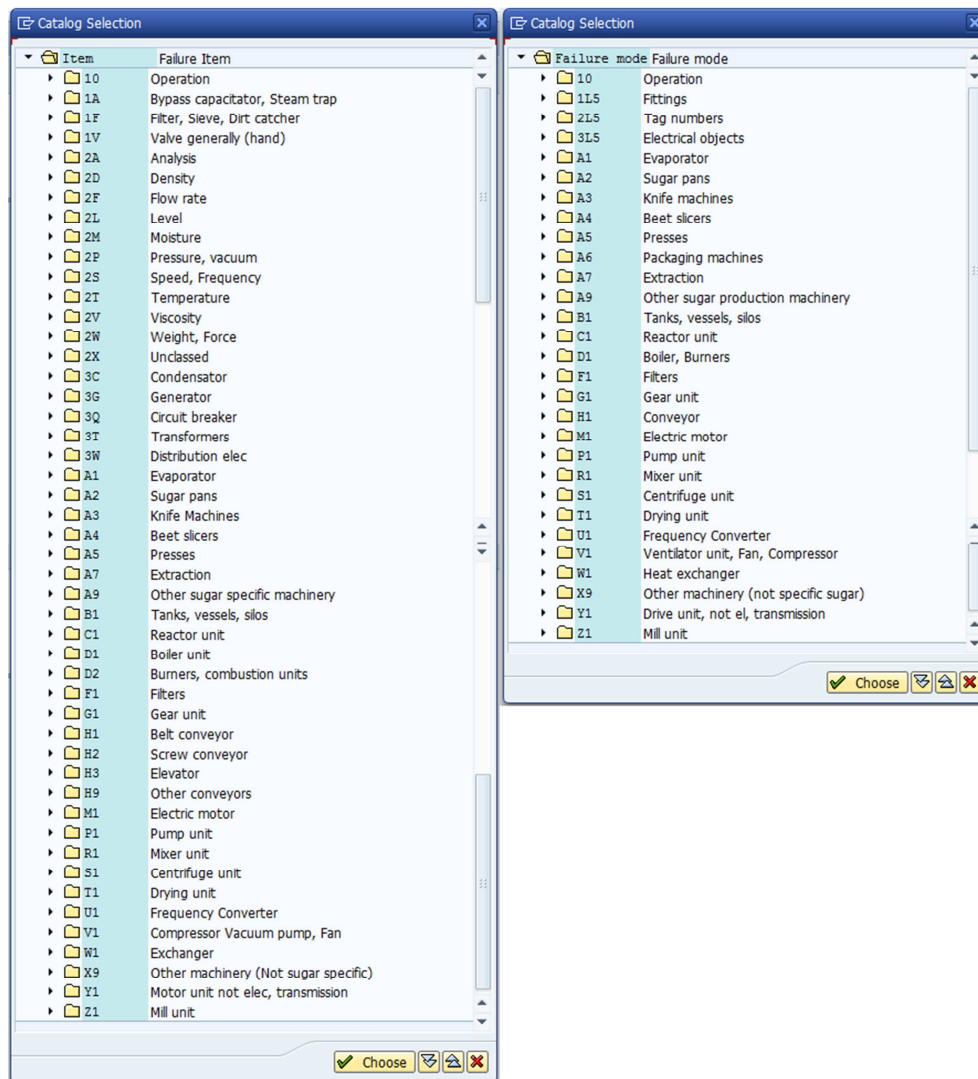 Catalog Selection
Item Failure Item
10 Operation
1A Bypass capacitator, Steam trap
1F Filter, Sieve, Dirt catcher
1V Valve generally (hand)
2A Analysis
2D Density
2F Flow rate
2L Level
2M Moisture
2P Pressure, vacuum
2S Speed, Frequency
2T Temperature
2V Viscosity
2W Weight, Force
2X Unclassed
3C Condensator
3G Generator
3Q Circuit breaker
3T Transformers
3W Distribution elec
A1 Evaporator
A2 Sugar pans
A3 Knife Machines
A4 Beet slicers
A5 Presses
A7 Extraction
A9 Other sugar specific machinery
B1 Tanks, vessels, silos
C1 Reactor unit
D1 Boiler unit
D2 Burners, combustion units
F1 Filters
G1 Gear unit
H1 Belt conveyor
H2 Screw conveyor
H3 Elevator
H9 Other conveyors
M1 Electric motor
P1 Pump unit
R1 Mixer unit
S1 Centrifuge unit
T1 Drying unit
U1 Frequency Converter
V1 Compressor Vacuum pump, Fan
W1 Exchanger
X9 Other machinery (Not sugar specific)
Y1 Motor unit not elec, transmission
Z1 Mill unit
Choose
Catalog Selection
Failure mode Failure mode
10 Operation
1L5 Fittings
2L5 Tag numbers
3L5 Electrical objects
A1 Evaporator
A2 Sugar pans
A3 Knife machines
A4 Beet slicers
A5 Presses
A6 Packaging machines
A7 Extraction
A9 Other sugar production machinery
B1 Tanks, vessels, silos
C1 Reactor unit
D1 Boiler, Burners
F1 Filters
G1 Gear unit
H1 Conveyor
M1 Electric motor
P1 Pump unit
R1 Mixer unit
S1 Centrifuge unit
T1 Drying unit
U1 Frequency Converter
V1 Ventilator unit, Fan, Compressor
W1 Heat exchanger
X9 Other machinery (not specific sugar)
Y1 Drive unit, not el, transmission
Z1 Mill unit
Choose